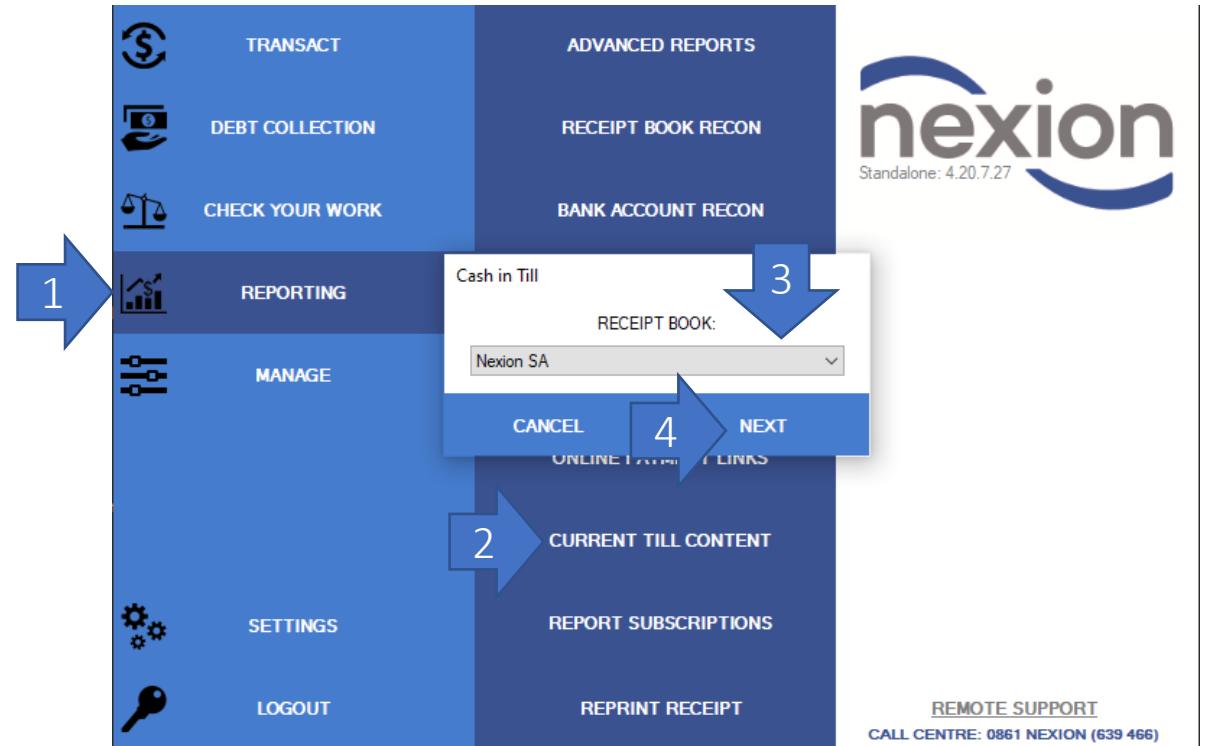 TRANSACT
DEBT COLLECTION
CHECK YOUR WORK
1
REPORTING
MANAGE
SETTINGS
LOGOUT
ADVANCED REPORTS
RECEIPT BOOK RECON
BANK ACCOUNT RECON
Cash in Till
3
RECEIPT BOOK:
Nexion SA
CANCEL
4
NEXT
ONLINE LINKS
2
CURRENT TILL CONTENT
REPORT SUBSCRIPTIONS
REPRINT RECEIPT
nexion
Standalone: 4.20.7.27
REMOTE SUPPORT
CALL CENTRE: 0861 NEXION (639 466)